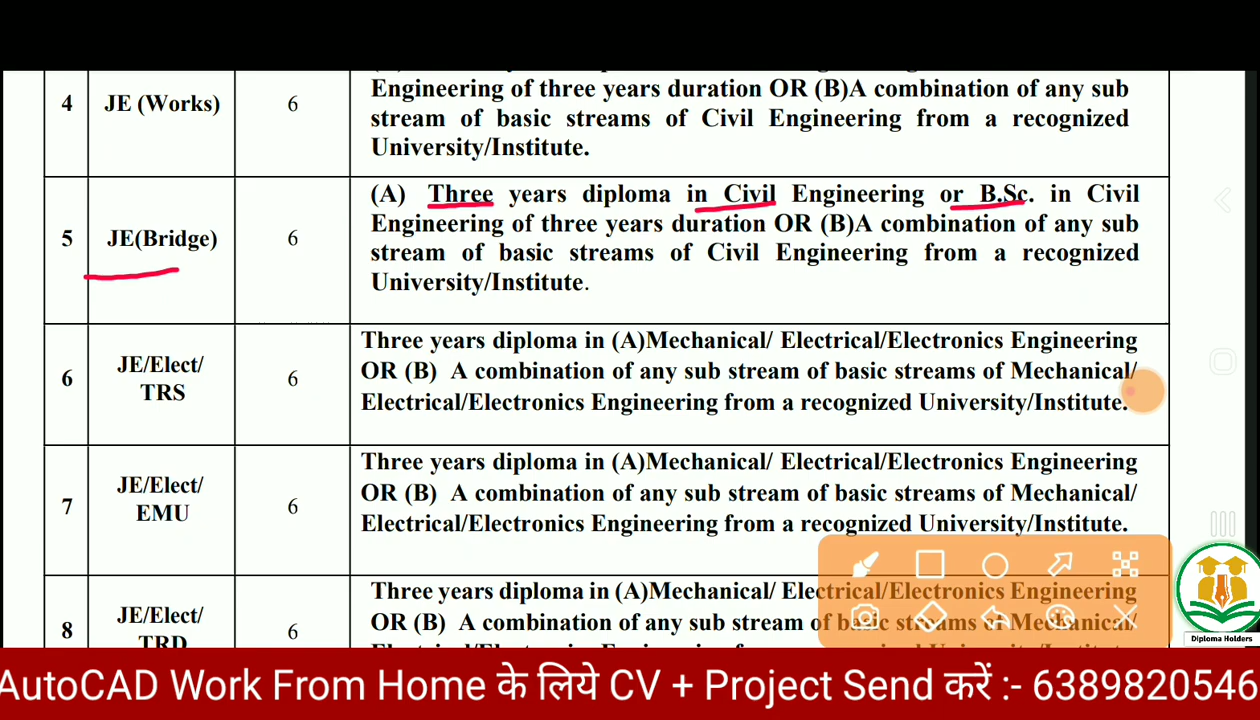 4
JE (Works)
6
Engineering of three years duration OR (B)A combination of any sub
stream of basic streams of Civil Engineering from a recognized
University/Institute.
5
JE(Bridge)
6
(A) Three years diploma in Civil Engineering or B.Sc. in Civil
Engineering of three years duration OR (B)A combination of any sub
stream of basic streams of Civil Engineering from a recognized
University/Institute.
6
JE/Elect/
TRS
6
Three years diploma in (A)Mechanical/ Electrical/Electronics Engineering
OR (B) A combination of any sub stream of basic streams of Mechanical/
Electrical/Electronics Engineering from a recognized University/Institute.
7
JE/Elect/
EMU
6
Three years diploma in (A)Mechanical/ Electrical/Electronics Engineering
OR (B) A combination of any sub stream of basic streams of Mechanical/
Electrical/Electronics Engineering from a recognized University/Institute.
8
JE/Elect/
TRD
6
Three years diploma in (A)Mechanical/ Electrical/Electronics Engineering
OR (B) A combination of any sub stream of basic streams of Mechanical/
Diploma Holders
AutoCAD Work From Home के लिये CV + Project Send करें :- 6389820546